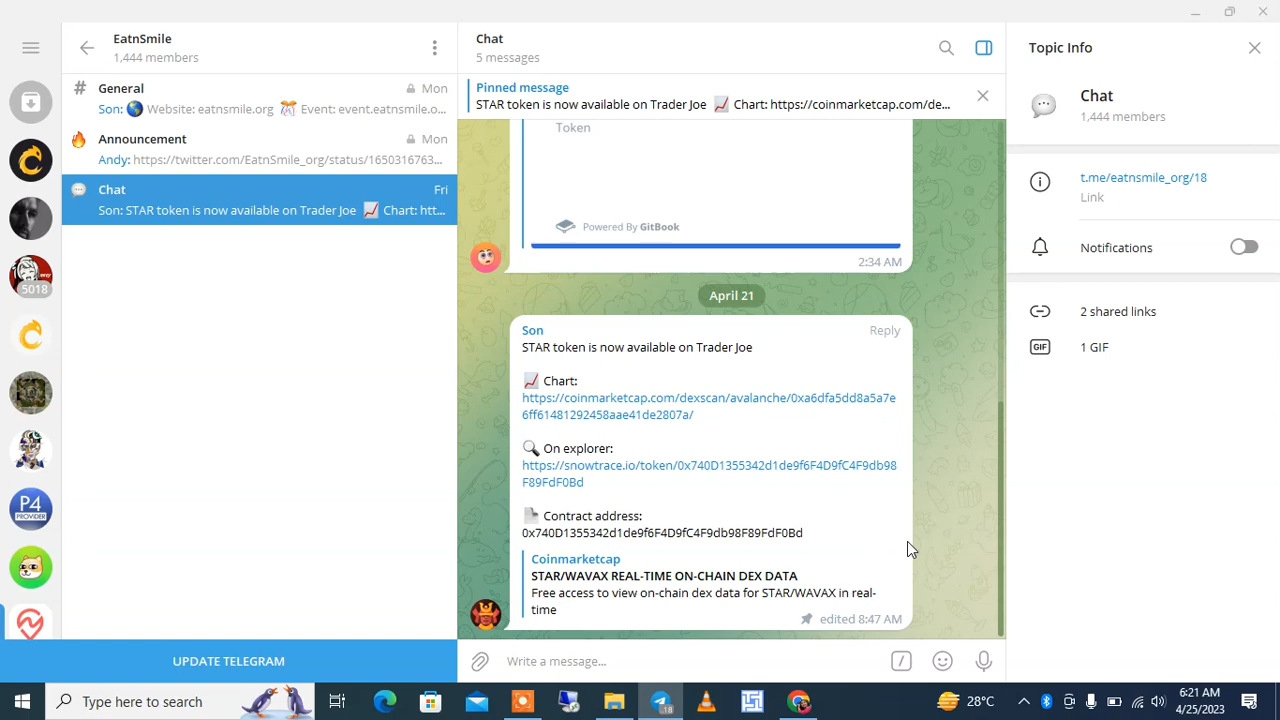 EatnSmile
1,444 members
# General
Mon
Son: 🌎 Website: eatnsmile.org 🎊 Event: event.eatnsmile.o...
Announcement
Mon
Andy: https://twitter.com/EatnSmile_org/status/1650316763...
Chat
Fri
Son: STAR token is now available on Trader Joe 📈 Chart: htt...
5018
P4
PROVIDER
UPDATE TELEGRAM
Chat
5 messages
Pinned message
STAR token is now available on Trader Joe 📈 Chart: https://coinmarketcap.com/de...
Token
Powered By GitBook
2:34 AM
April 21
Son
Reply
STAR token is now available on Trader Joe
📈 Chart:
https://coinmarketcap.com/dexscan/avalanche/0xa6dfa5dd8a5a7e
6ff61481292458aae41de2807a/
🔍 On explorer:
https://snowtrace.io/token/0x740D1355342d1de9f6F4D9fC4F9db98
F89FdF0Bd
Contract address:
0x740D1355342d1de9f6F4D9fC4F9db98F89FdF0Bd
Coinmarketcap
STAR/WAVAX REAL-TIME ON-CHAIN DEX DATA
Free access to view on-chain dex data for STAR/WAVAX in real-
time
edited 8:47 AM
Write a message...
Topic Info
Chat
1,444 members
t.me/eatnsmile_org/18
Link
Notifications
2 shared links
GIF
1 GIF
Type here to search
18
28°C
6:21 AM
4/25/2023